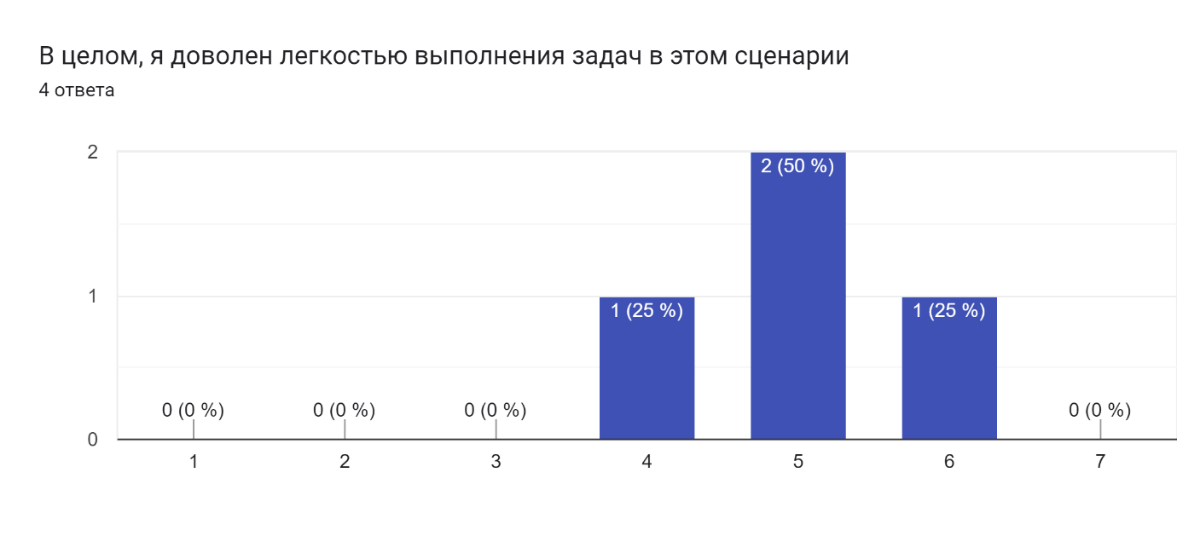 В целом, я доволен легкостью выполнения задач в этом сценарии
4 ответа
2
2 (50 %)
1
1 (25 %)
1 (25 %)
0 (0 %)
0 (0 %)
0 (0 %)
0 (0 %)
0
1
2
3
4
5
6
7